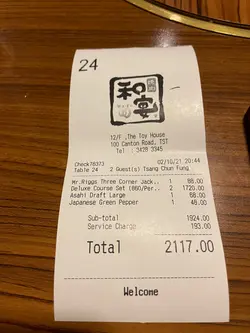 24
和宴
12/F ,The Toy House
100 Canton Road, TST
Tel : 3428 3345
Check78373 02/10/21 20:44
Table 24 2 Guest(s) Tsang Chun Fung
Mr.Riggs Three Corner Jack,. 1 88.00
Deluxe Course Set (860/Per,. 2 1720.00
Asahi Draft Large 1 68.00
Japanese Green Pepper 1 48.00
Sub-total 1924.00
Service Charge 193.00
Total 2117.00
Welcome